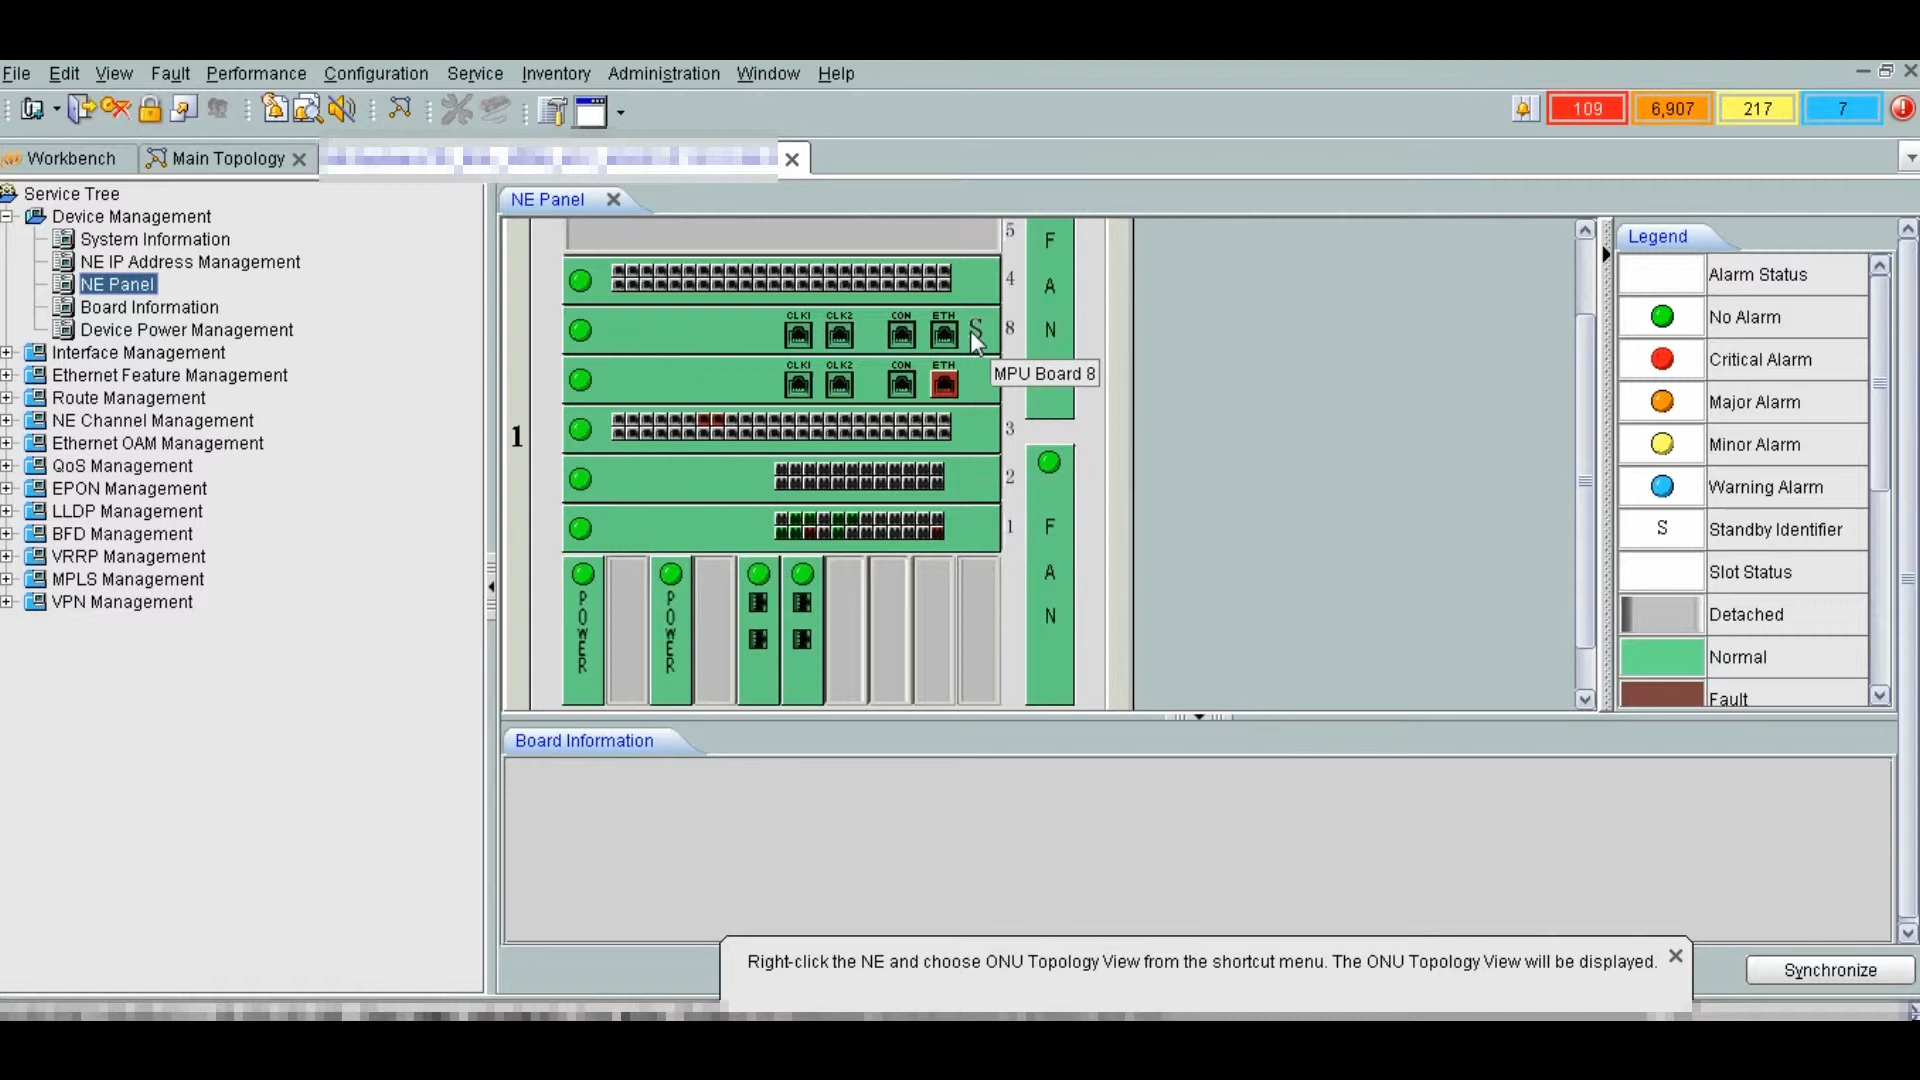 File Edit View Fault Performance Configuration Service Inventory Administration Window Help
109 6,907 217 7
Workbench Main Topology
Service Tree
Device Management
System Information
NE IP Address Management
NE Panel
Board Information
Device Power Management
Interface Management
Ethernet Feature Management
Route Management
NE Channel Management
Ethernet OAM Management
QoS Management
EPON Management
LLDP Management
BFD Management
VRRP Management
MPLS Management
VPN Management
NE Panel
1
5
4
CLK1 CLK2 CON ETH S 8
MPU Board 8
CLK1 CLK2 CON ETH
3
2
1
FAN
FAN
POWER
POWER
Legend
Alarm Status
No Alarm
Critical Alarm
Major Alarm
Minor Alarm
Warning Alarm
S Standby Identifier
Slot Status
Detached
Normal
Fault
Board Information
Right-click the NE and choose ONU Topology View from the shortcut menu. The ONU Topology View will be displayed.
Synchronize